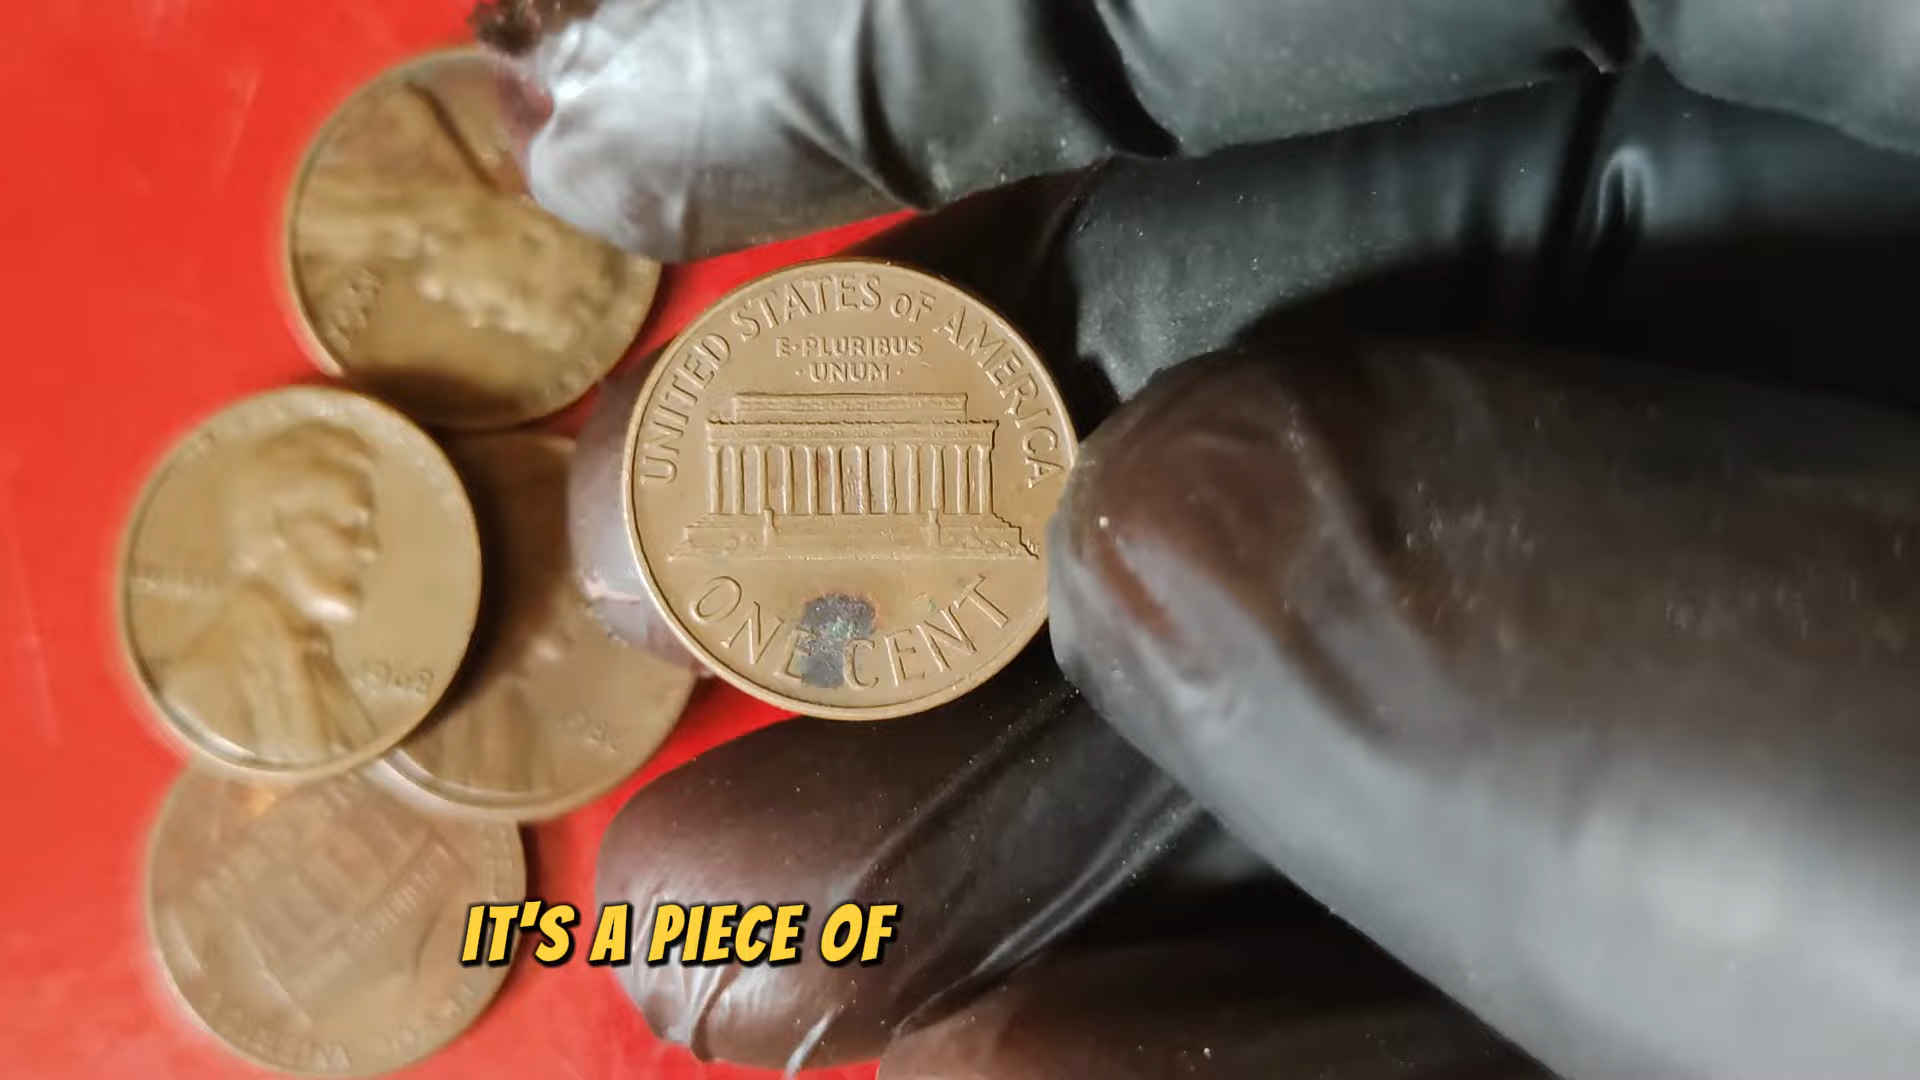 UNITED STATES OF AMERICA
E·PLURIBUS
·UNUM·
ONE CENT
1968
IT'S A PIECE OF